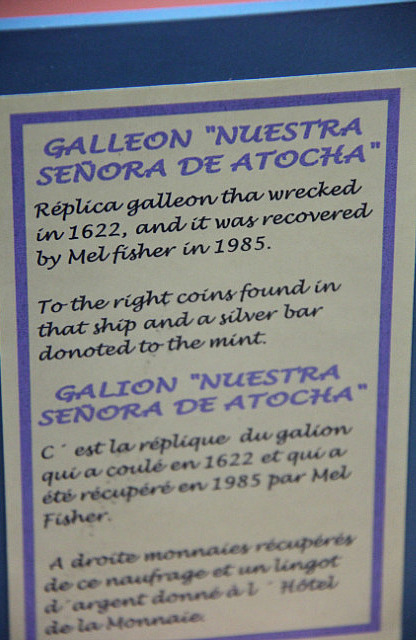 GALLEON "NUESTRA
SEÑORA DE ATOCHA"
Réplica galleon tha wrecked
in 1622, and it was recovered
by Mel fisher in 1985.
To the right coins found in
that ship and a silver bar
donoted to the mint.
GALION "NUESTRA
SEÑORA DE ATOCHA"
C´est la réplique du galion
qui a coulé en 1622 et qui a
été récupéré en 1985 par Mel
Fisher.
A droite monnaies récupérés
de ce naufrage et un lingot
d´argent donné à l´Hôtel
de la Monnaie.